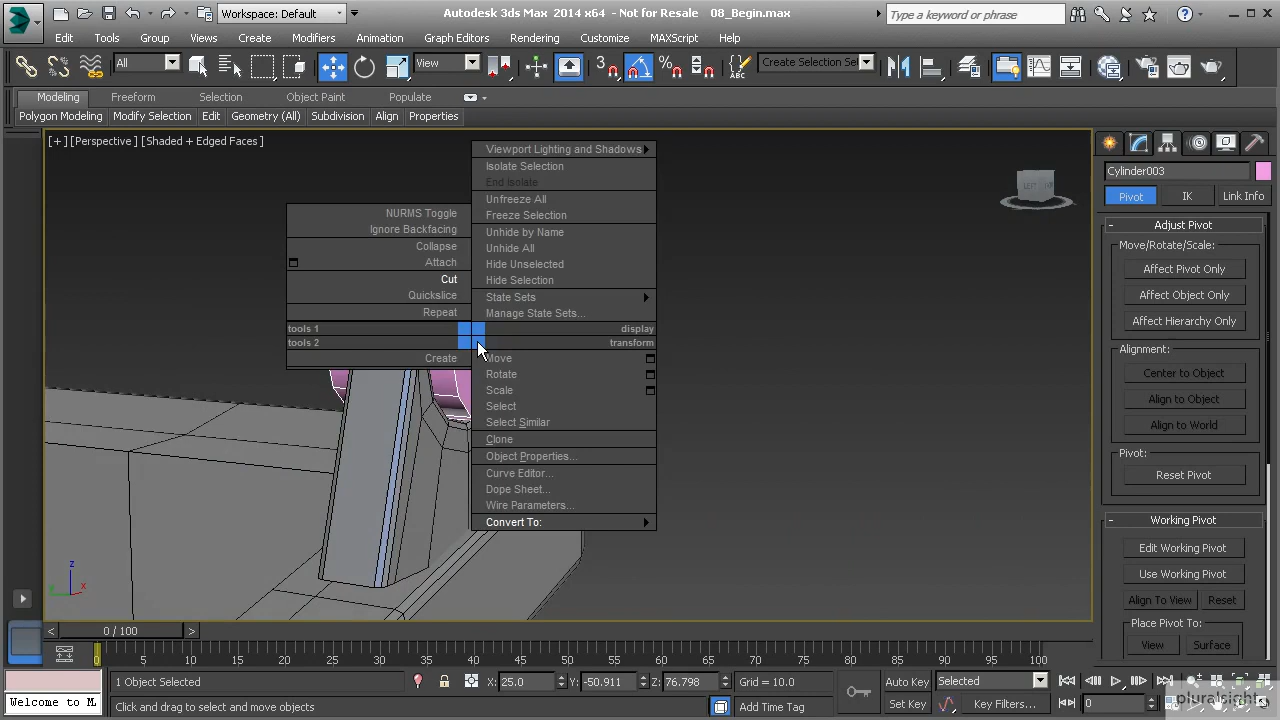 Workspace: Default
Autodesk 3ds Max 2014 x64 - Not for Resale 08_Begin.max
Type a keyword or phrase
Edit Tools Group Views Create Modifiers Animation Graph Editors Rendering Customize MAXScript Help
All
View
3
Create Selection Se
Modeling Freeform Selection Object Paint Populate
Polygon Modeling Modify Selection Edit Geometry (All) Subdivision Align Properties
[+][Perspective][Shaded + Edged Faces]
Viewport Lighting and Shadows
Isolate Selection
End Isolate
Unfreeze All
Freeze Selection
Unhide by Name
Unhide All
Hide Unselected
Hide Selection
State Sets
Manage State Sets...
display
transform
NURMS Toggle
Ignore Backfacing
Collapse
Attach
Cut
Quickslice
Repeat
tools 1
tools 2
Create
Move
Rotate
Scale
Select
Select Similar
Clone
Object Properties...
Curve Editor...
Dope Sheet...
Wire Parameters...
Convert To:
LEFT
z
x
y
Cylinder003
Pivot IK Link Info
- Adjust Pivot
Move/Rotate/Scale:
Affect Pivot Only
Affect Object Only
Affect Hierarchy Only
Alignment:
Center to Object
Align to Object
Align to World
Pivot:
Reset Pivot
- Working Pivot
Edit Working Pivot
Use Working Pivot
Align To View Reset
Place Pivot To:
View Surface
< 0 / 100 >
0 5 10 15 20 25 30 35 40 45 50 55 60 65 70 75 80 85 90 95 100
1 Object Selected X: 25.0 Y: -50.911 Z: 76.798 Grid = 10.0 Auto Key Selected
Welcome to M Click and drag to select and move objects Add Time Tag Set Key Key Filters... 0
pluralsight